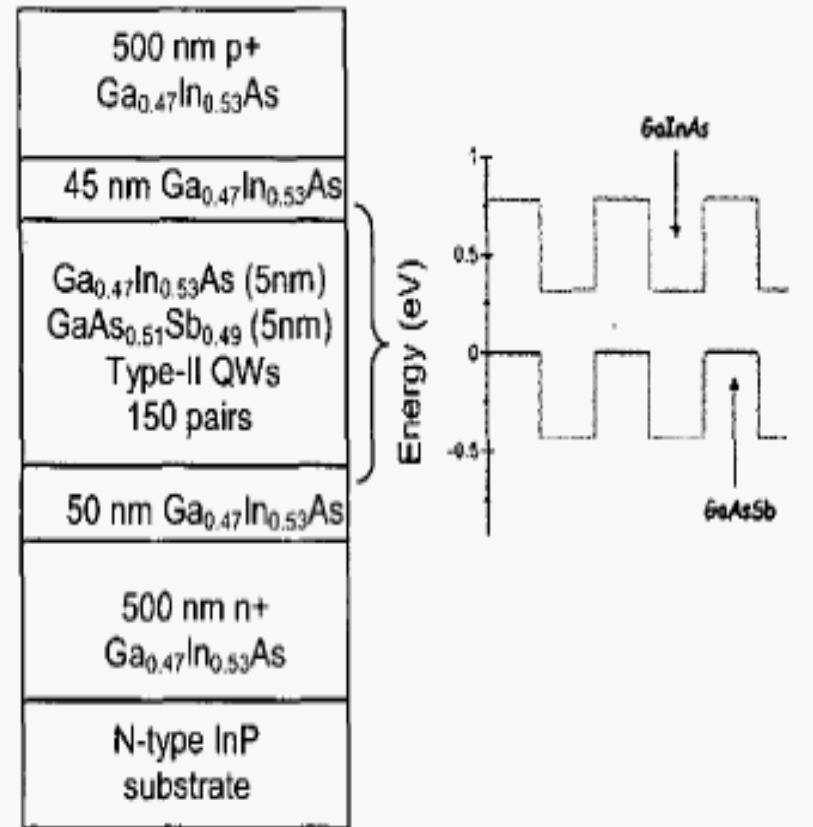 500 nm p+
Ga0.47In0.53As
45 nm Ga0.47In0.53As
Ga0.47In0.53As (5nm)
GaAs0.51Sb0.49 (5nm)
Type-II QWs
150 pairs
50 nm Ga0.47In0.53As
500 nm n+
Ga0.47In0.53As
N-type InP
substrate
GaInAs
1
0.5
0
-0.5
Energy (eV)
GaAsSb